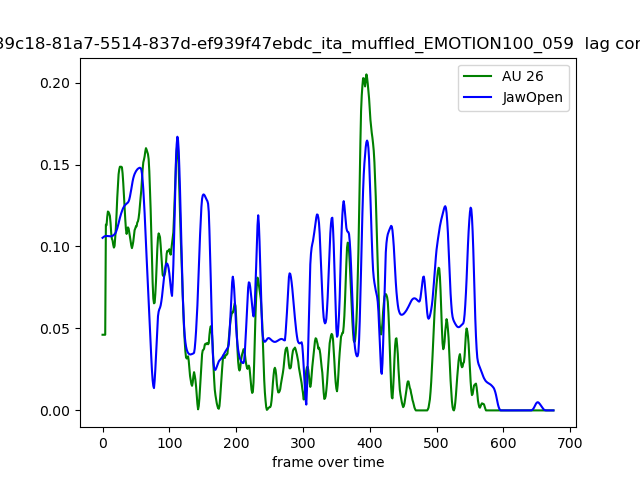 39c18-81a7-5514-837d-ef939f47ebdc_ita_muffled_EMOTION100_059 lag cor
AU 26
JawOpen
0.20
0.15
0.10
0.05
0.00
0 100 200 300 400 500 600 700
frame over time